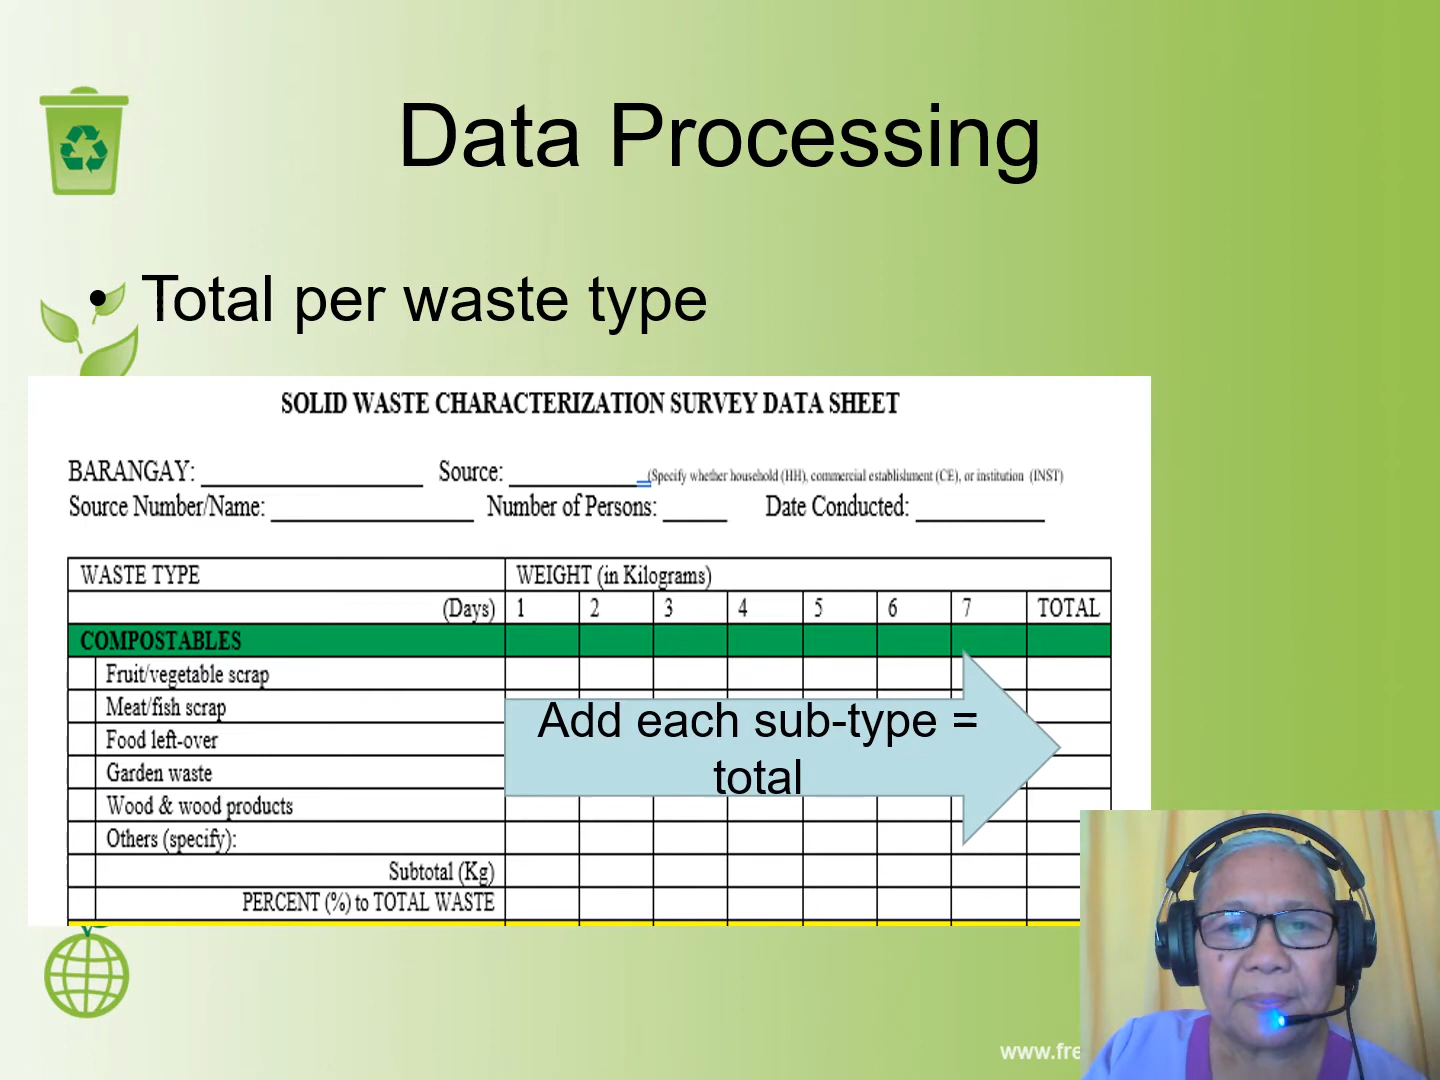 Data Processing
• Total per waste type
SOLID WASTE CHARACTERIZATION SURVEY DATA SHEET
BARANGAY: Source: (Specify whether household (HH), commercial establishment (CE), or institution (INST)
Source Number/Name: Number of Persons: Date Conducted:
WASTE TYPE WEIGHT (in Kilograms)
(Days) 1 2 3 4 5 6 7 TOTAL
COMPOSTABLES
Fruit/vegetable scrap
Meat/fish scrap
Food left-over
Garden waste
Wood & wood products
Others (specify):
Subtotal (Kg)
PERCENT (%) to TOTAL WASTE
Add each sub-type =
total
www.fre